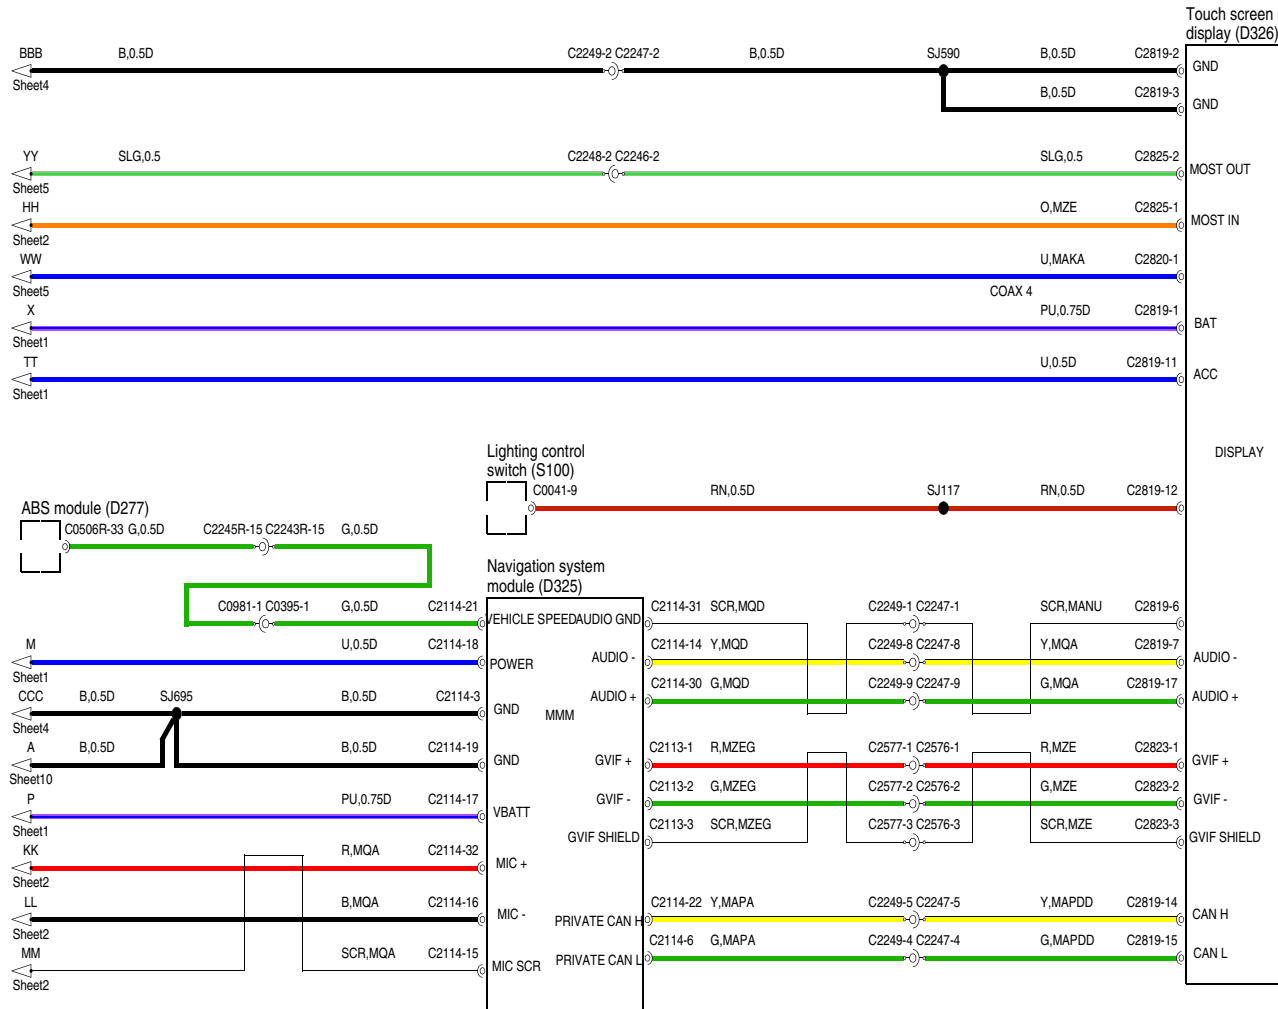 Touch screen
display (D326)
BBB B,0.5D C2249-2 C2247-2 B,0.5D SJ590 B,0.5D C2819-2
GND
Sheet4
B,0.5D C2819-3
GND
YY SLG,0.5 C2248-2 C2246-2 SLG,0.5 C2825-2
MOST OUT
Sheet5
HH O,MZE C2825-1
MOST IN
Sheet2
WW U,MAKA C2820-1
Sheet5 COAX 4
X PU,0.75D C2819-1
BAT
Sheet1
TT U,0.5D C2819-11
ACC
Sheet1
Lighting control
switch (S100)
DISPLAY
C0041-9 RN,0.5D SJ117 RN,0.5D C2819-12
ABS module (D277)
C0506R-33 G,0.5D C2245R-15 C2243R-15 G,0.5D
Navigation system
module (D325)
C0981-1 C0395-1 G,0.5D C2114-21
VEHICLE SPEED AUDIO GND
C2114-31 SCR,MQD C2249-1 C2247-1 SCR,MANU C2819-6
M U,0.5D C2114-18
POWER
Sheet1
AUDIO -
C2114-14 Y,MQD C2249-8 C2247-8 Y,MQA C2819-7
AUDIO -
CCC B,0.5D SJ695 B,0.5D C2114-3
GND
Sheet4
AUDIO +
C2114-30 G,MQD C2249-9 C2247-9 G,MQA C2819-17
AUDIO +
MMM
A B,0.5D B,0.5D C2114-19
GND
Sheet10
GVIF +
C2113-1 R,MZEG C2577-1 C2576-1 R,MZE C2823-1
GVIF +
P PU,0.75D C2114-17
VBATT
Sheet1
GVIF -
C2113-2 G,MZEG C2577-2 C2576-2 G,MZE C2823-2
GVIF -
GVIF SHIELD
C2113-3 SCR,MZEG C2577-3 C2576-3 SCR,MZE C2823-3
GVIF SHIELD
KK R,MQA C2114-32
MIC +
Sheet2
LL B,MQA C2114-16
MIC -
Sheet2
PRIVATE CAN H
C2114-22 Y,MAPA C2249-5 C2247-5 Y,MAPDD C2819-14
CAN H
MM SCR,MQA C2114-15
MIC SCR
Sheet2
PRIVATE CAN L
C2114-6 G,MAPA C2249-4 C2247-4 G,MAPDD C2819-15
CAN L